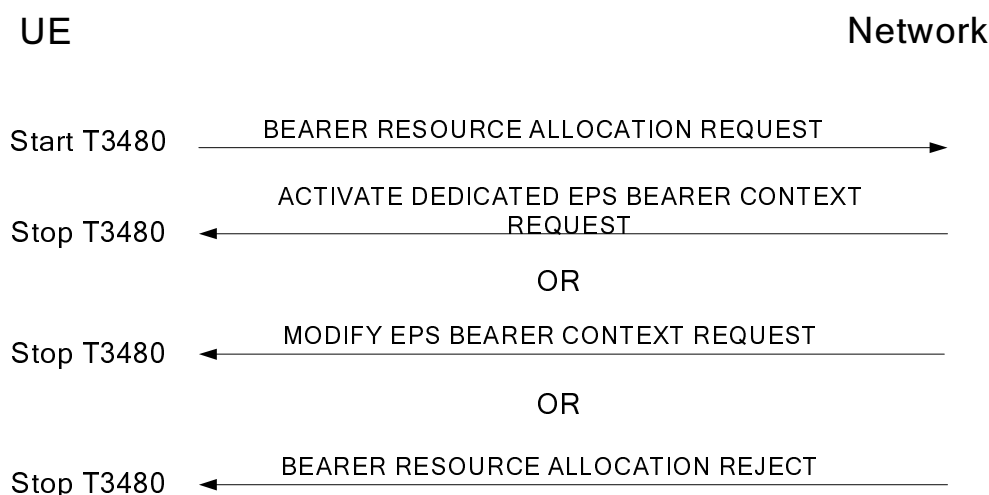 UE
Network
Start T3480
BEARER RESOURCE ALLOCATION REQUEST
ACTIVATE DEDICATED EPS BEARER CONTEXT
REQUEST
Stop T3480
OR
MODIFY EPS BEARER CONTEXT REQUEST
Stop T3480
OR
BEARER RESOURCE ALLOCATION REJECT
Stop T3480